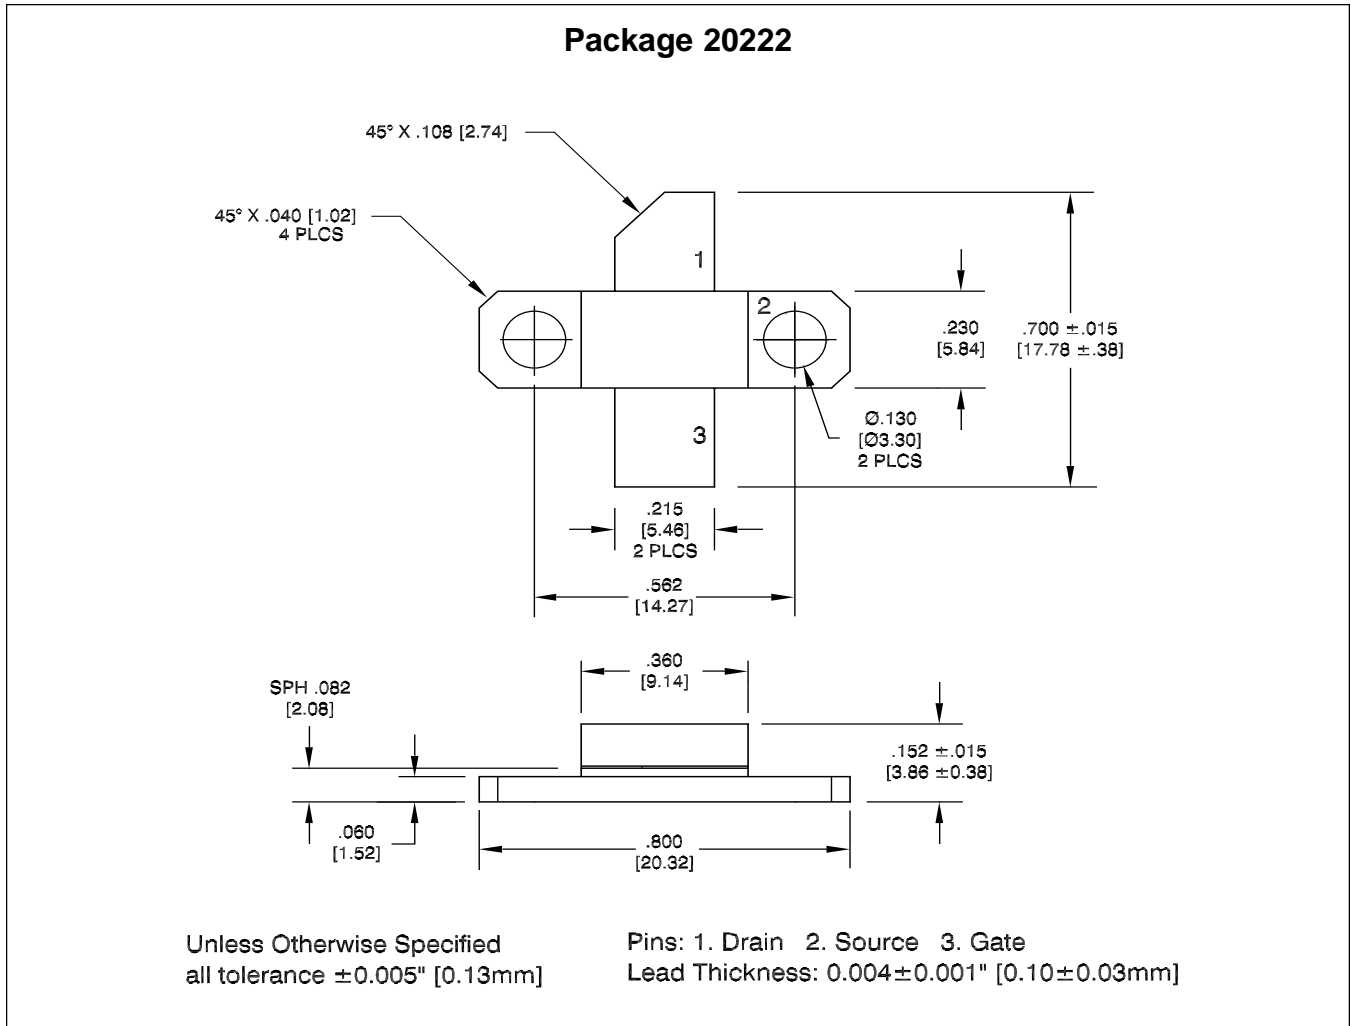 Package 20222
45° X .108 [2.74]
45° X .040 [1.02]
4 PLCS
1
2
.230
[5.84]
.700 ±.015
[17.78 ±.38]
Ø.130
[Ø3.30]
2 PLCS
3
.215
[5.46]
2 PLCS
.562
[14.27]
.360
[9.14]
SPH .082
[2.08]
.152 ±.015
[3.86 ±0.38]
.060
[1.52]
.800
[20.32]
Unless Otherwise Specified
all tolerance ±0.005" [0.13mm]
Pins: 1. Drain 2. Source 3. Gate
Lead Thickness: 0.004±0.001" [0.10±0.03mm]